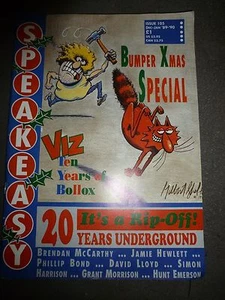 SPEAKEASY
ISSUE 105
£1
BUMPER XMAS
SPECIAL
VIZ
Ten
Years of
Bollox
It's a Rip-Off!
20 YEARS UNDERGROUND
BRENDAN MCCARTHY ... JAMIE HEWLETT ...
PHILLIP BOND ... DAVID LLOYD ... SIMON
HARRISON ... GRANT MORRISON ... HUNT EMERSON